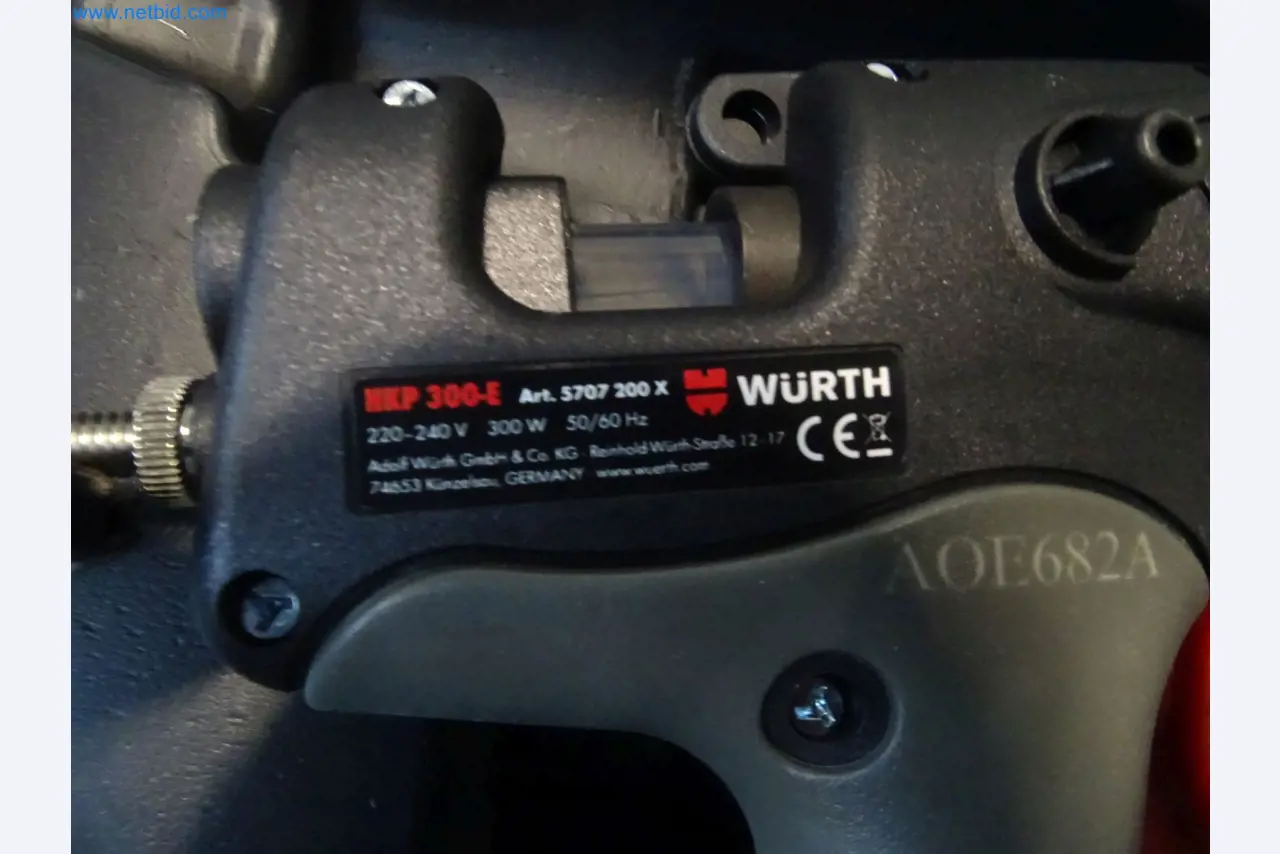 www.netbid.com
HKP 300-E Art. 5707 200 X WÜRTH
220-240 V 300 W 50/60 Hz
CE
Adolf Würth GmbH & Co. KG · Reinhold-Würth-Straße 12-17
74653 Künzelsau, GERMANY www.wuerth.com
AOE682A